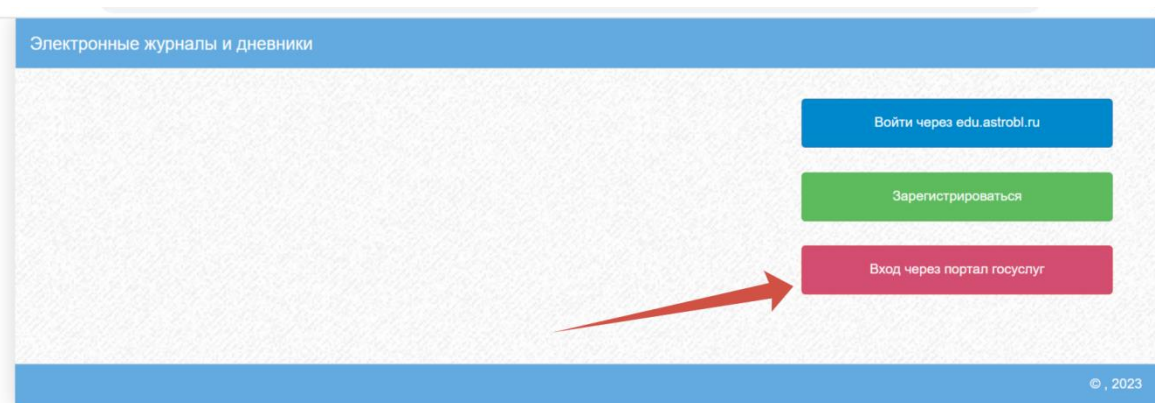 Электронные журналы и дневники
Войти через edu.astrobl.ru
Зарегистрироваться
Вход через портал госуслуг
© , 2023